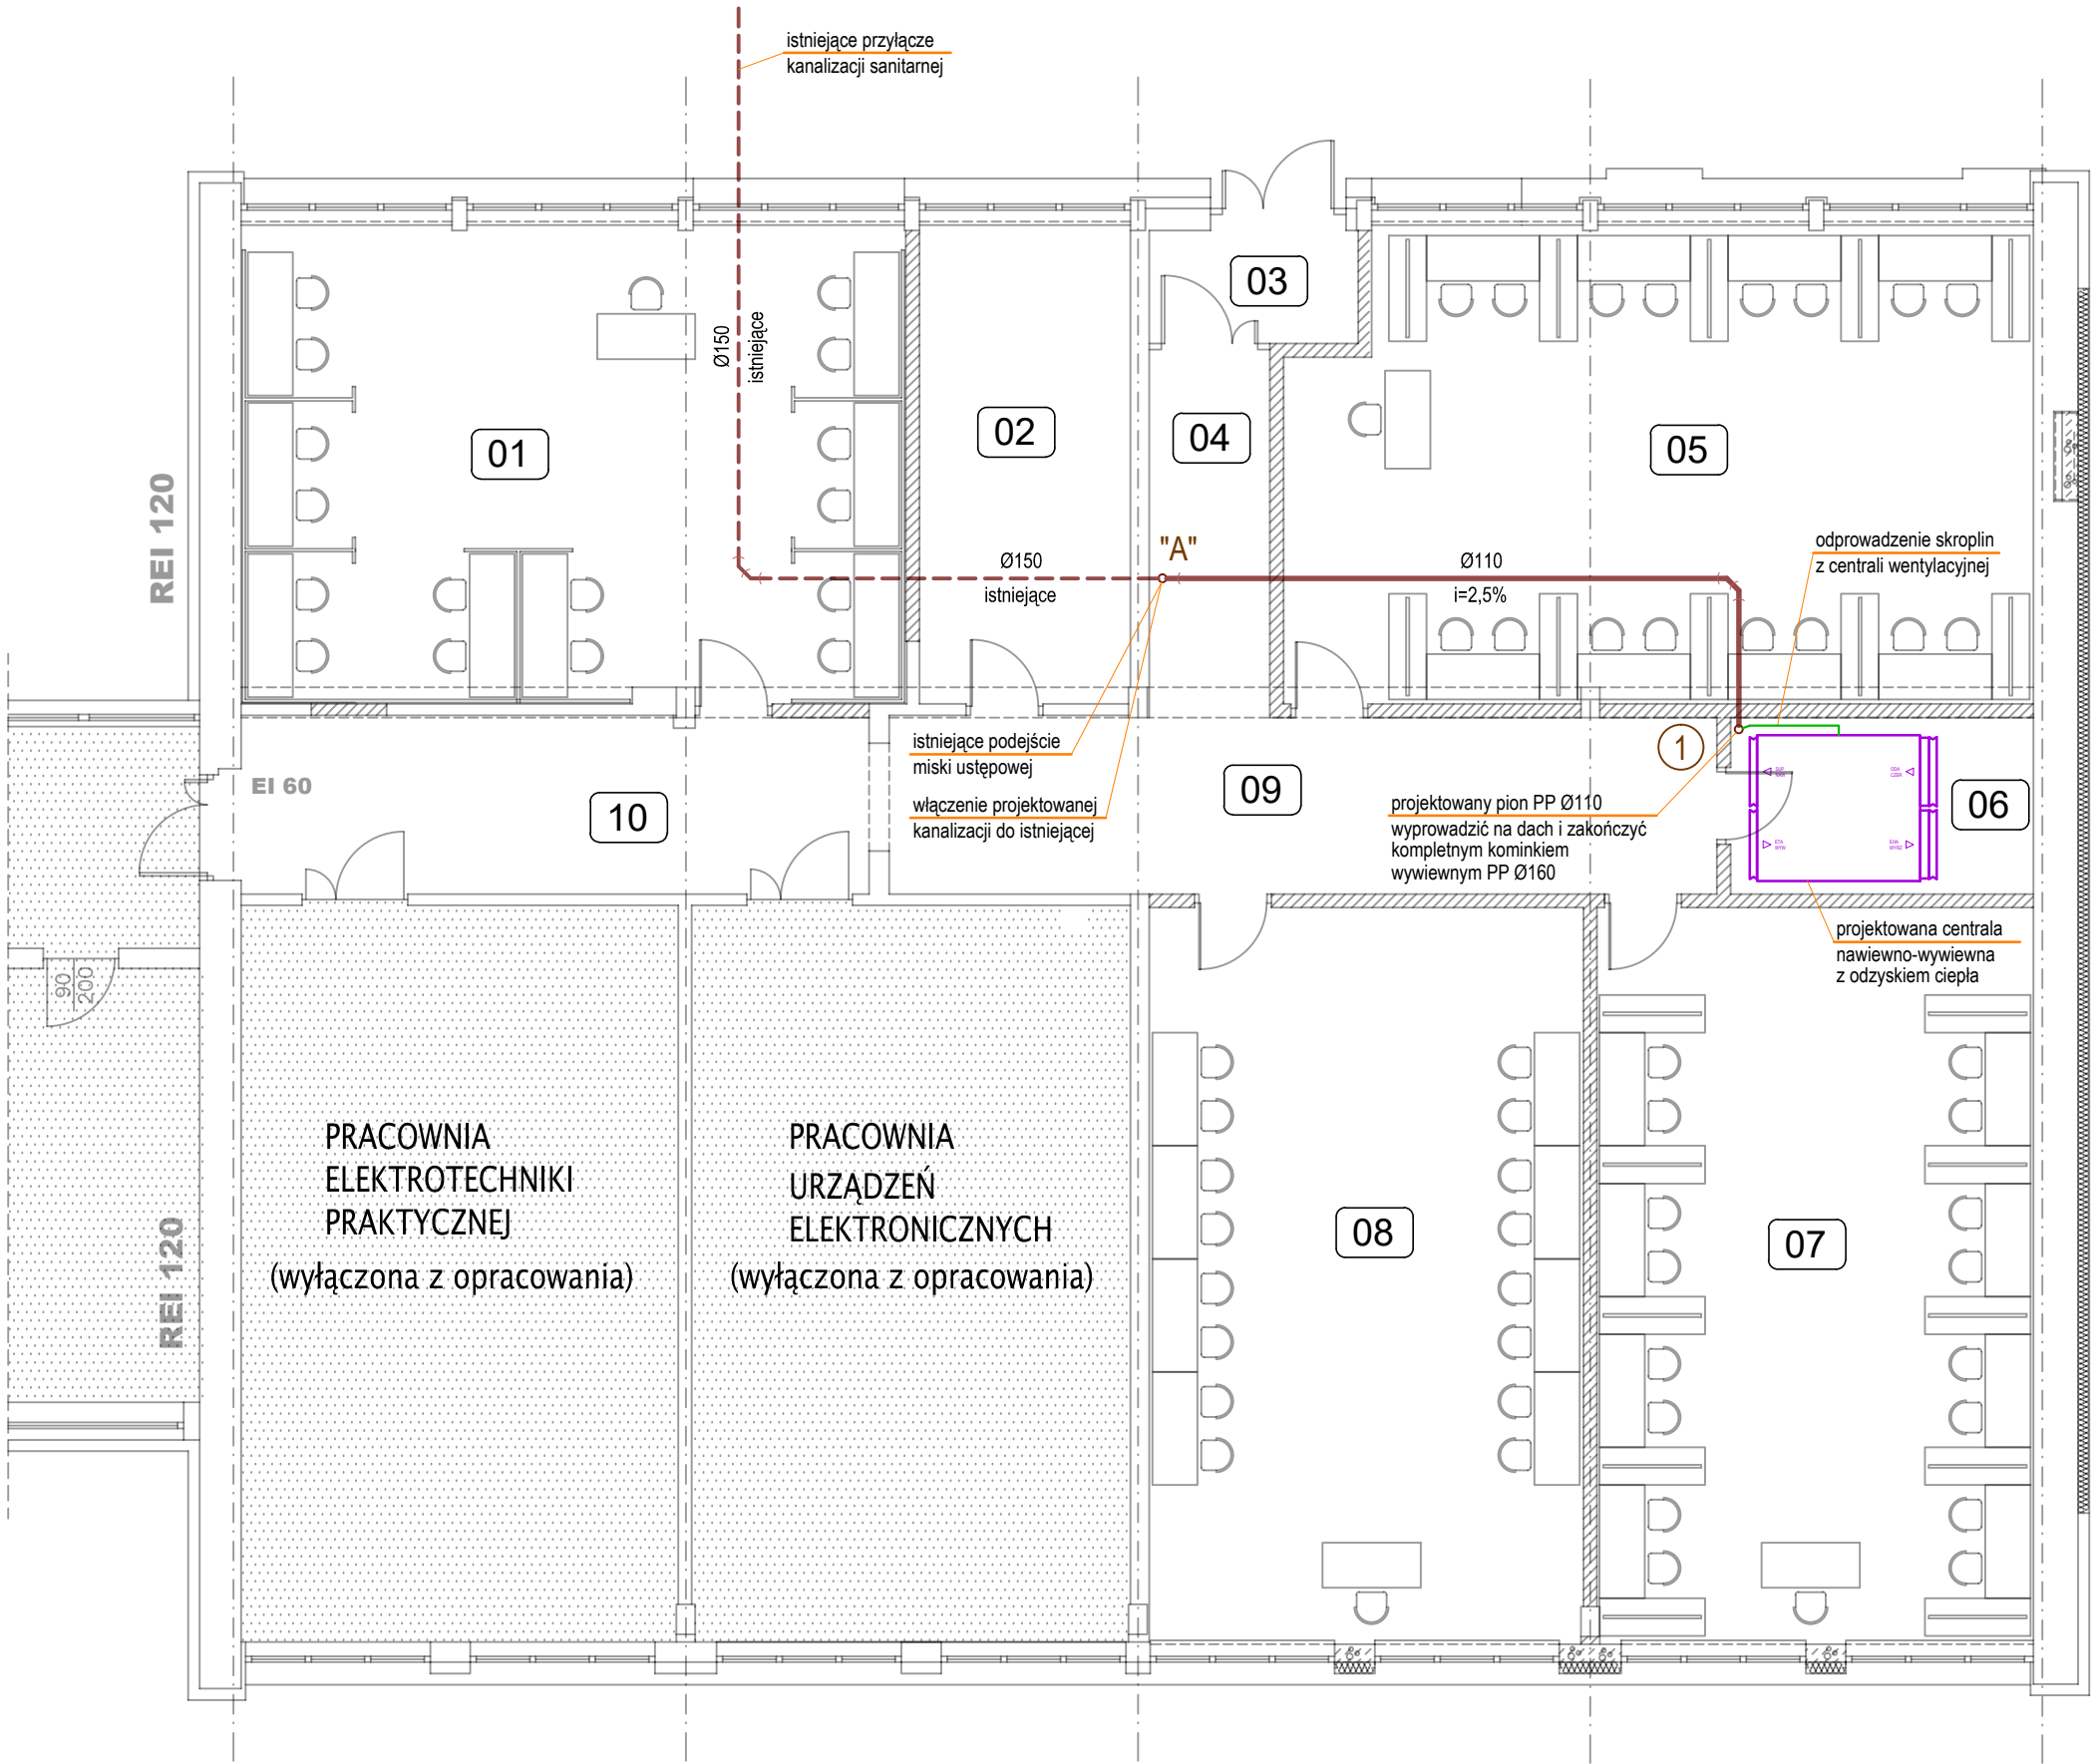 istniejące przyłącze
kanalizacji sanitarnej
Ø150
istniejące
03
01
02
04
05
REI 120
"A"
Ø150
istniejące
Ø110
i=2,5%
odprowadzenie skroplin
z centrali wentylacyjnej
istniejące podejście
miski ustępowej
włączenie projektowanej
kanalizacji do istniejącej
1
EI 60
10
09
06
projektowany pion PP Ø110
wyprowadzić na dach i zakończyć
kompletnym kominkiem
wywiewnym PP Ø160
projektowana centrala
nawiewno-wywiewna
z odzyskiem ciepła
90
200
PRACOWNIA
ELEKTROTECHNIKI
PRAKTYCZNEJ
(wyłączona z opracowania)
PRACOWNIA
URZĄDZEŃ
ELEKTRONICZNYCH
(wyłączona z opracowania)
REI 120
08
07